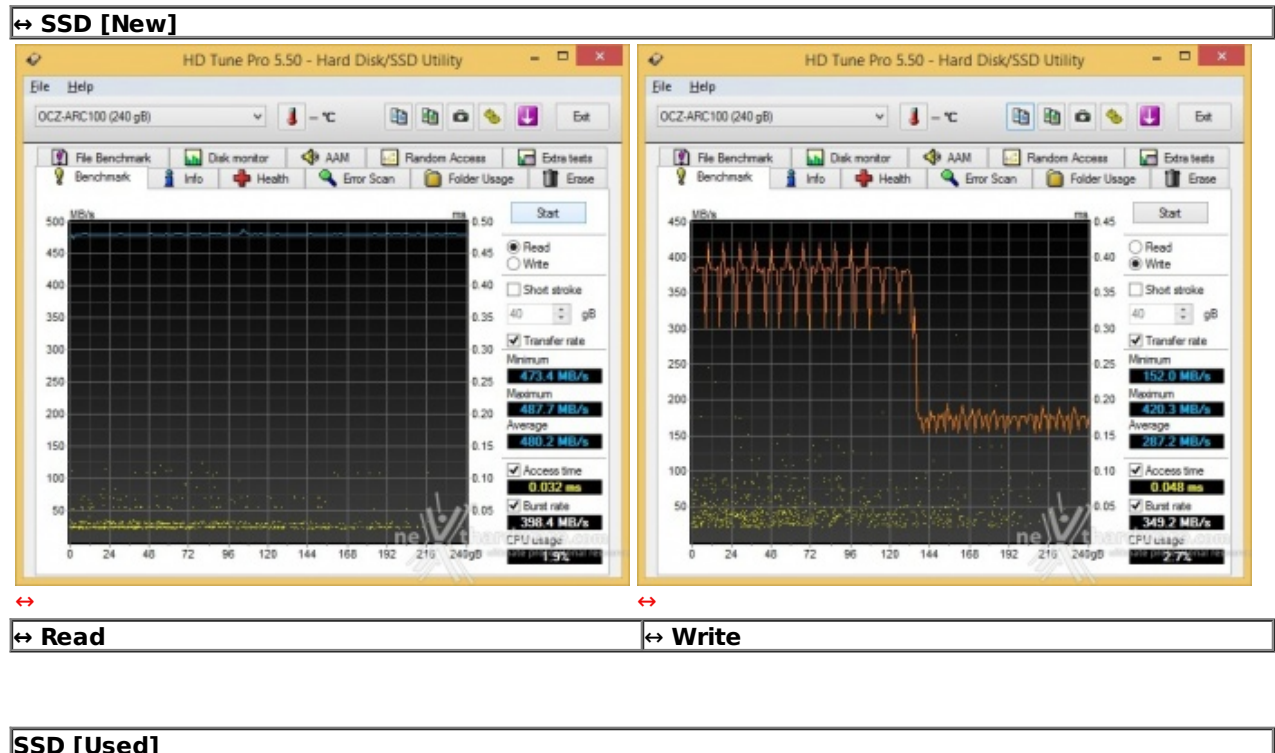 ↔ SSD [New]
HD Tune Pro 5.50 - Hard Disk/SSD Utility
File Help
OCZ-ARC100 (240 gB)
– °C
Exit
File Benchmark Disk monitor AAM Random Access Extra tests
Benchmark Info Health Error Scan Folder Usage Erase
MB/s
ms
500
450
400
350
300
250
200
150
100
50
0.50
0.45
0.40
0.35
0.30
0.25
0.20
0.15
0.10
0.05
0 24 48 72 96 120 144 168 192 216 240gB
Start
Read
Write
Short stroke
40 gB
Transfer rate
Minimum
473.4 MB/s
Maximum
487.7 MB/s
Average
480.2 MB/s
Access time
0.032 ms
Burst rate
398.4 MB/s
CPU usage
1.9%
HD Tune Pro 5.50 - Hard Disk/SSD Utility
File Help
OCZ-ARC100 (240 gB)
– °C
Exit
File Benchmark Disk monitor AAM Random Access Extra tests
Benchmark Info Health Error Scan Folder Usage Erase
MB/s
ms
450
400
350
300
250
200
150
100
50
0.45
0.40
0.35
0.30
0.25
0.20
0.15
0.10
0.05
0 24 48 72 96 120 144 168 192 216 240gB
Start
Read
Write
Short stroke
40 gB
Transfer rate
Minimum
152.0 MB/s
Maximum
420.3 MB/s
Average
287.2 MB/s
Access time
0.048 ms
Burst rate
349.2 MB/s
CPU usage
2.7%
↔ ↔
↔ Read ↔ Write
SSD [Used]